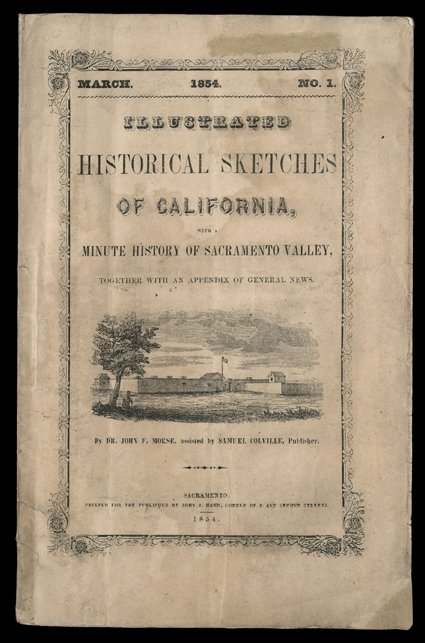 MARCH. 1854. NO. 1.
ILLUSTRATED
HISTORICAL SKETCHES
OF CALIFORNIA,
WITH A
MINUTE HISTORY OF SACRAMENTO VALLEY,
TOGETHER WITH AN APPENDIX OF GENERAL NEWS.
By DR. JOHN F. MORSE, assisted by SAMUEL COLVILLE, Publisher.
SACRAMENTO:
PRINTED FOR THE PUBLISHER BY JOHN J. HAND, CORNER OF K AND SECOND STREETS.
1854.